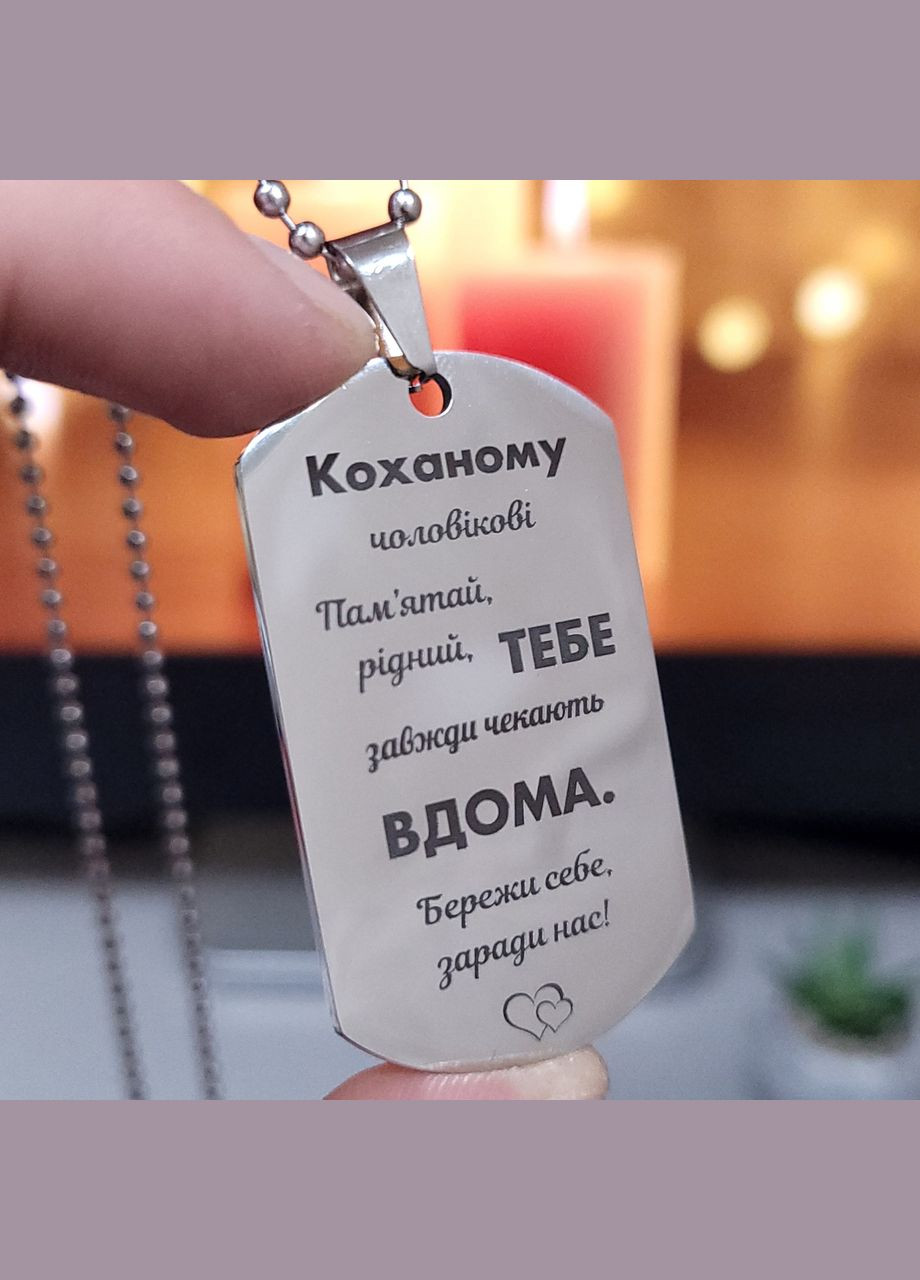 Коханому
чоловікові
Пам'ятай,
рідний, ТЕБЕ
завжди чекають
ВДОМА.
Бережи себе,
заради нас!